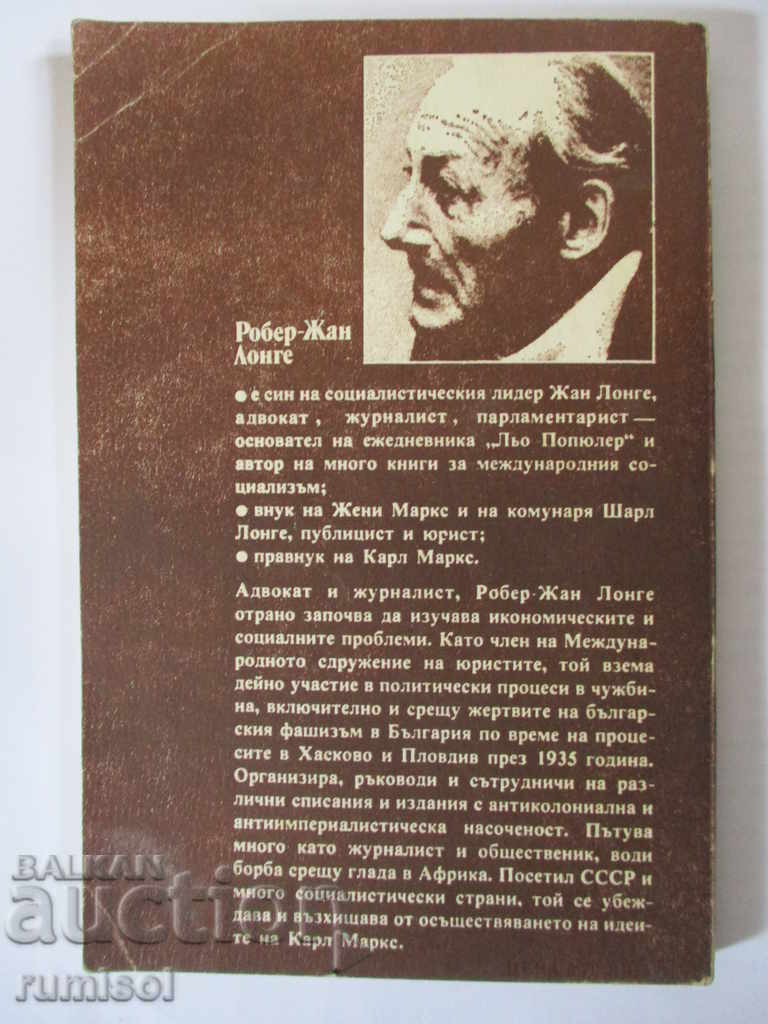 Робер-Жан
Лонге
● е син на социалистическия лидер Жан Лонге,
адвокат, журналист, парламентарист —
основател на ежедневника „Льо Попюлер“ и
автор на много книги за международния со-
циализъм;
● внук на Жени Маркс и на комунаря Шарл
Лонге, публицист и юрист;
● правнук на Карл Маркс.
Адвокат и журналист, Робер-Жан Лонге
отрано започва да изучава икономическите и
социалните проблеми. Като член на Междуна-
родното сдружение на юристите, той взема
дейно участие в политически процеси в чужби-
на, включително и срещу жертвите на българ-
ския фашизъм в България по време на проце-
сите в Хасково и Пловдив през 1935 година.
Организира, ръководи и сътрудничи на раз-
лични списания и издания с антиколониална и
антиимпериалистическа насоченост. Пътува
много като журналист и общественик, води
борба срещу глада в Африка. Посетил СССР и
много социалистически страни, той се убеж-
дава и възхищава от осъществяването на идеи-
те на Карл Маркс.
BALKAN
auction
rumisol